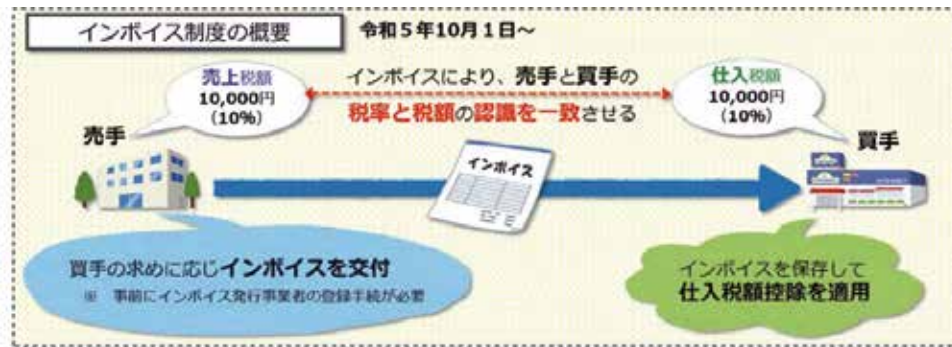 インボイス制度の概要
令和5年10月1日~
売上税額
10,000円
(10%)
インボイスにより、売手と買手の
税率と税額の認識を一致させる
仕入税額
10,000円
(10%)
売手
買手
インボイス
買手の求めに応じインボイスを交付
※ 事前にインボイス発行事業者の登録手続が必要
インボイスを保存して
仕入税額控除を適用